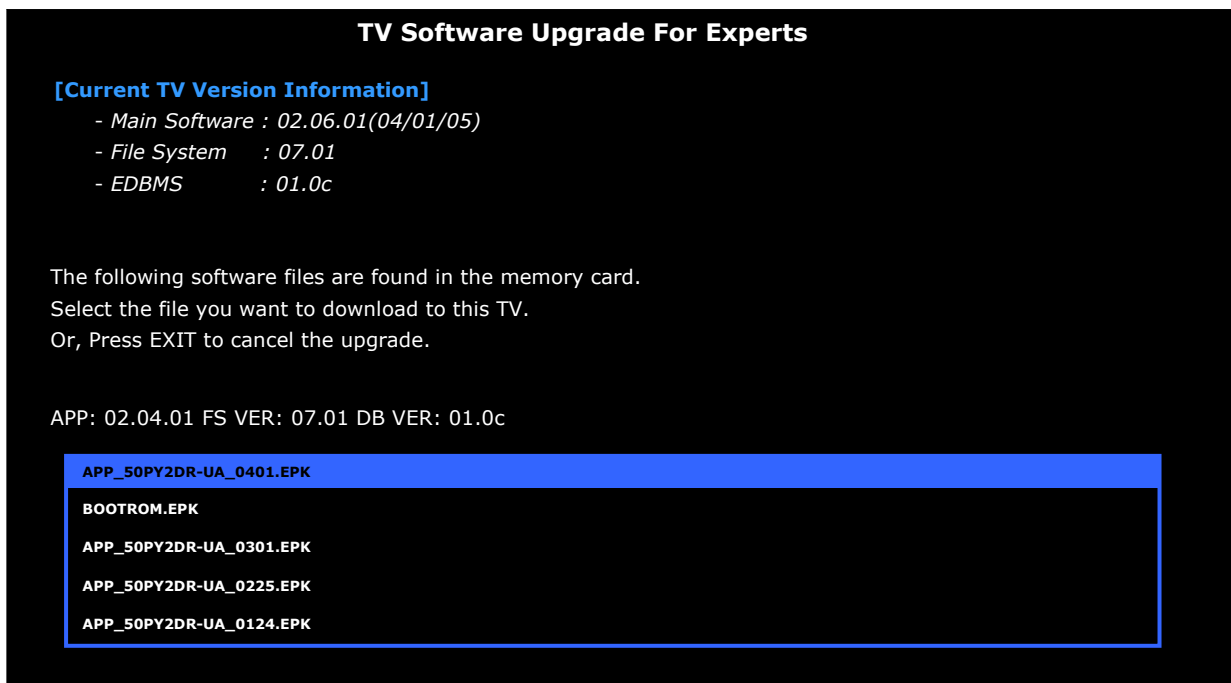 TV Software Upgrade For Experts
[Current TV Version Information]
- Main Software : 02.06.01(04/01/05)
- File System : 07.01
- EDBMS : 01.0c
The following software files are found in the memory card.
Select the file you want to download to this TV.
Or, Press EXIT to cancel the upgrade.
APP: 02.04.01 FS VER: 07.01 DB VER: 01.0c
APP_50PY2DR-UA_0401.EPK
BOOTROM.EPK
APP_50PY2DR-UA_0301.EPK
APP_50PY2DR-UA_0225.EPK
APP_50PY2DR-UA_0124.EPK